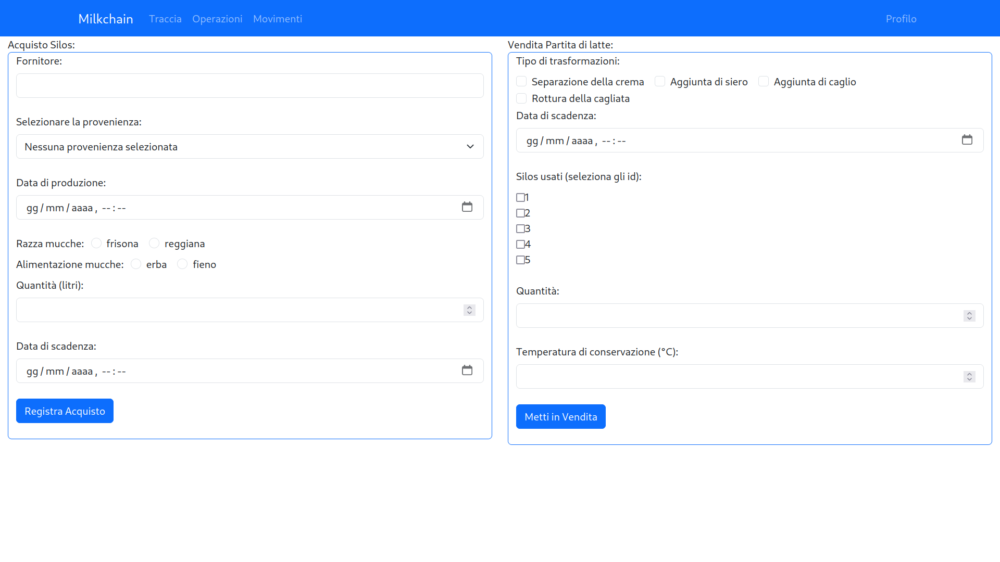 Milkchain Traccia Operazioni Movimenti Profilo
Acquisto Silos:
Fornitore:
Selezionare la provenienza:
Nessuna provenienza selezionata
Data di produzione:
gg/mm/aaaa, --:--
Razza mucche: frisona reggiana
Alimentazione mucche: erba fieno
Quantità (litri):
Data di scadenza:
gg/mm/aaaa, --:--
Registra Acquisto
Vendita Partita di latte:
Tipo di trasformazioni:
Separazione della crema Aggiunta di siero Aggiunta di caglio
Rottura della cagliata
Data di scadenza:
gg/mm/aaaa, --:--
Silos usati (seleziona gli id):
1
2
3
4
5
Quantità:
Temperatura di conservazione (°C):
Metti in Vendita